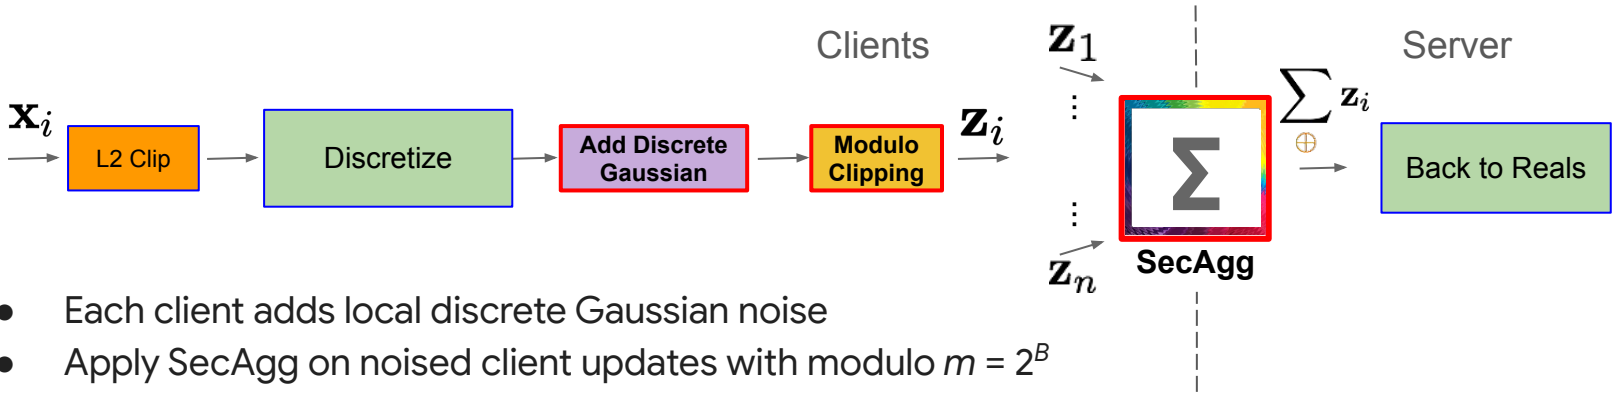 Clients
Server
𝐱ᵢ
L2 Clip
Discretize
Add Discrete
Gaussian
Modulo
Clipping
𝐳ᵢ
𝐳₁
⋮
⋮
𝐳ₙ
Σ
SecAgg
∑ 𝐳ᵢ
⊕
Back to Reals
● Each client adds local discrete Gaussian noise
● Apply SecAgg on noised client updates with modulo m = 2ᴮ